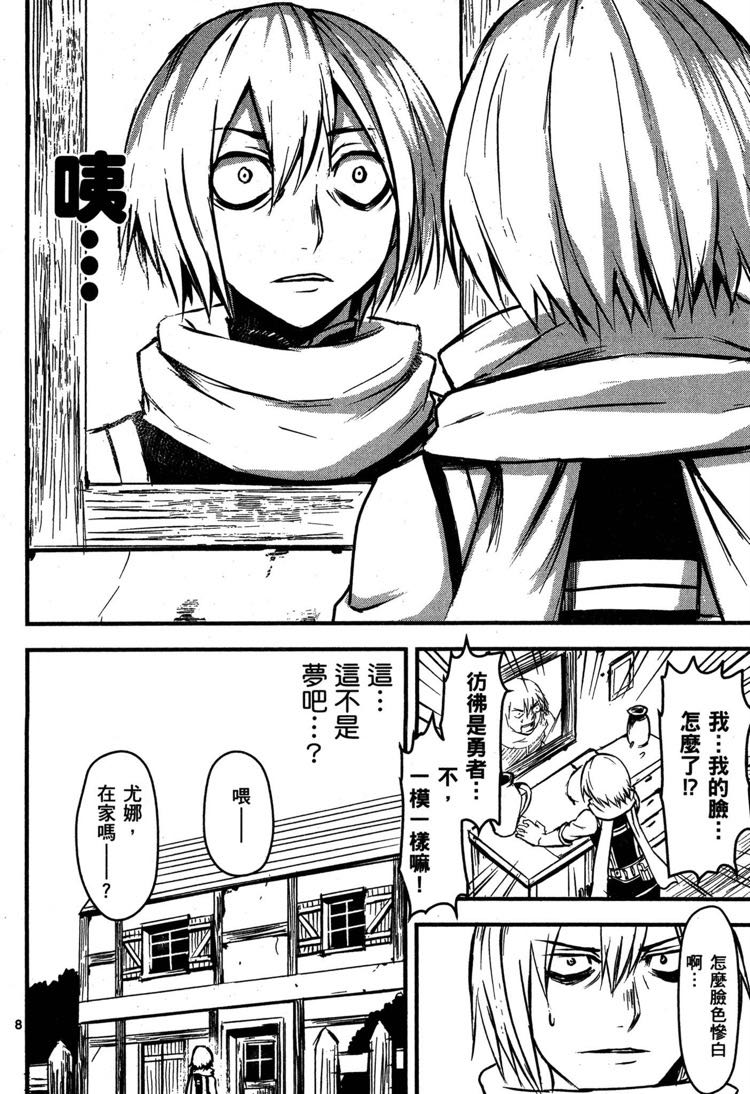 咦…
我…我的臉…
怎麼了!?
彷彿是勇者…
不，
一模一樣嘛！
怎麼臉色慘白
啊…
這…
這不是
夢吧…？
喂——
尤娜，
在家嗎——？
8